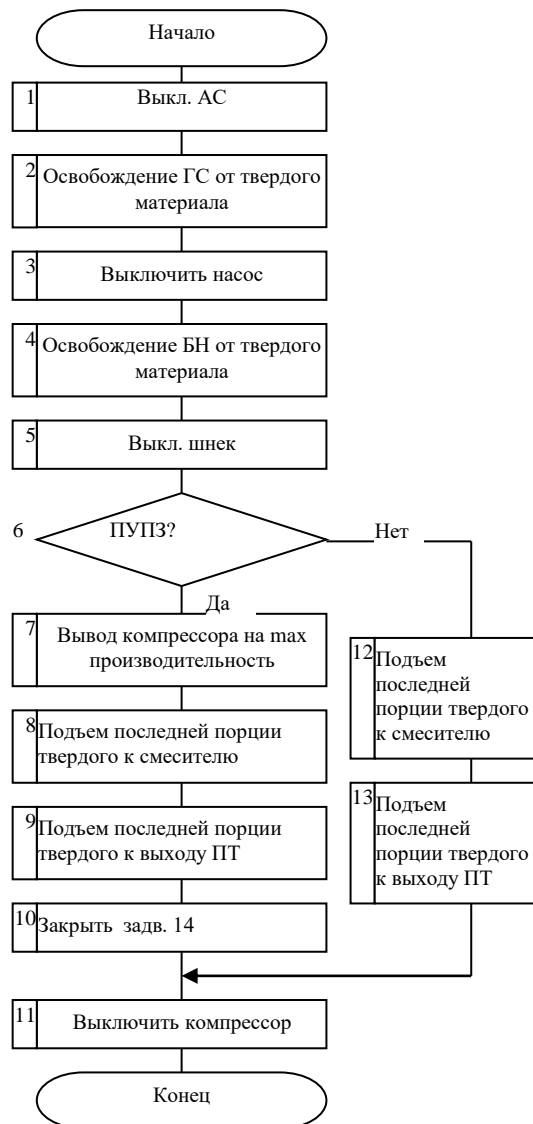 Начало
1
Выкл. АС
2
Освобождение ГС от твердого
материала
3
Выключить насос
4
Освобождение БН от твердого
материала
5
Выкл. шнек
6
ПУПЗ?
Нет
Да
7
Вывод компрессора на max
производительность
8
Подъем последней порции
твердого к смесителю
9
Подъем последней порции
твердого к выходу ПТ
10
Закрыть задв. 14
12
Подъем
последней
порции твердого
к смесителю
13
Подъем
последней
порции твердого
к выходу ПТ
11
Выключить компрессор
Конец